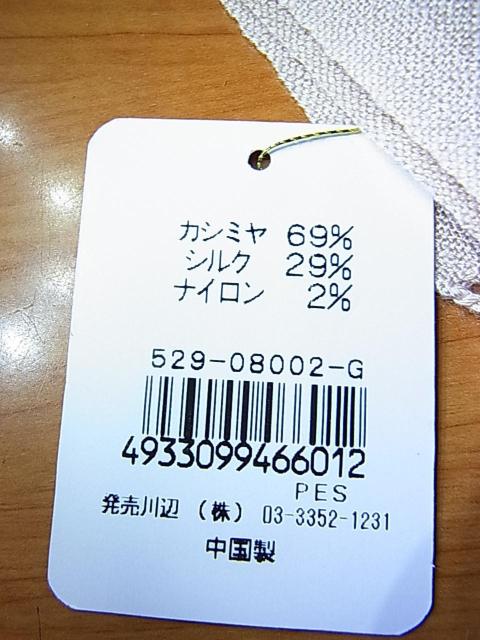 カシミヤ 69%
シルク 29%
ナイロン 2%
529-08002-G
4933099466012
PES
発売川辺（株） 03-3352-1231
中国製